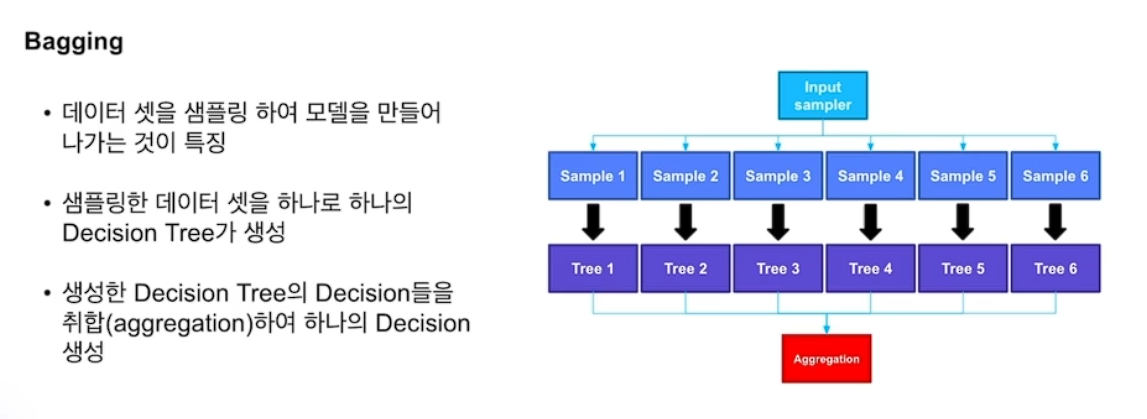 Bagging
• 데이터 셋을 샘플링 하여 모델을 만들어
나가는 것이 특징
• 샘플링한 데이터 셋을 하나로 하나의
Decision Tree가 생성
• 생성한 Decision Tree의 Decision들을
취합(aggregation)하여 하나의 Decision
생성
Input
sampler
Sample 1 Sample 2 Sample 3 Sample 4 Sample 5 Sample 6
Tree 1 Tree 2 Tree 3 Tree 4 Tree 5 Tree 6
Aggregation